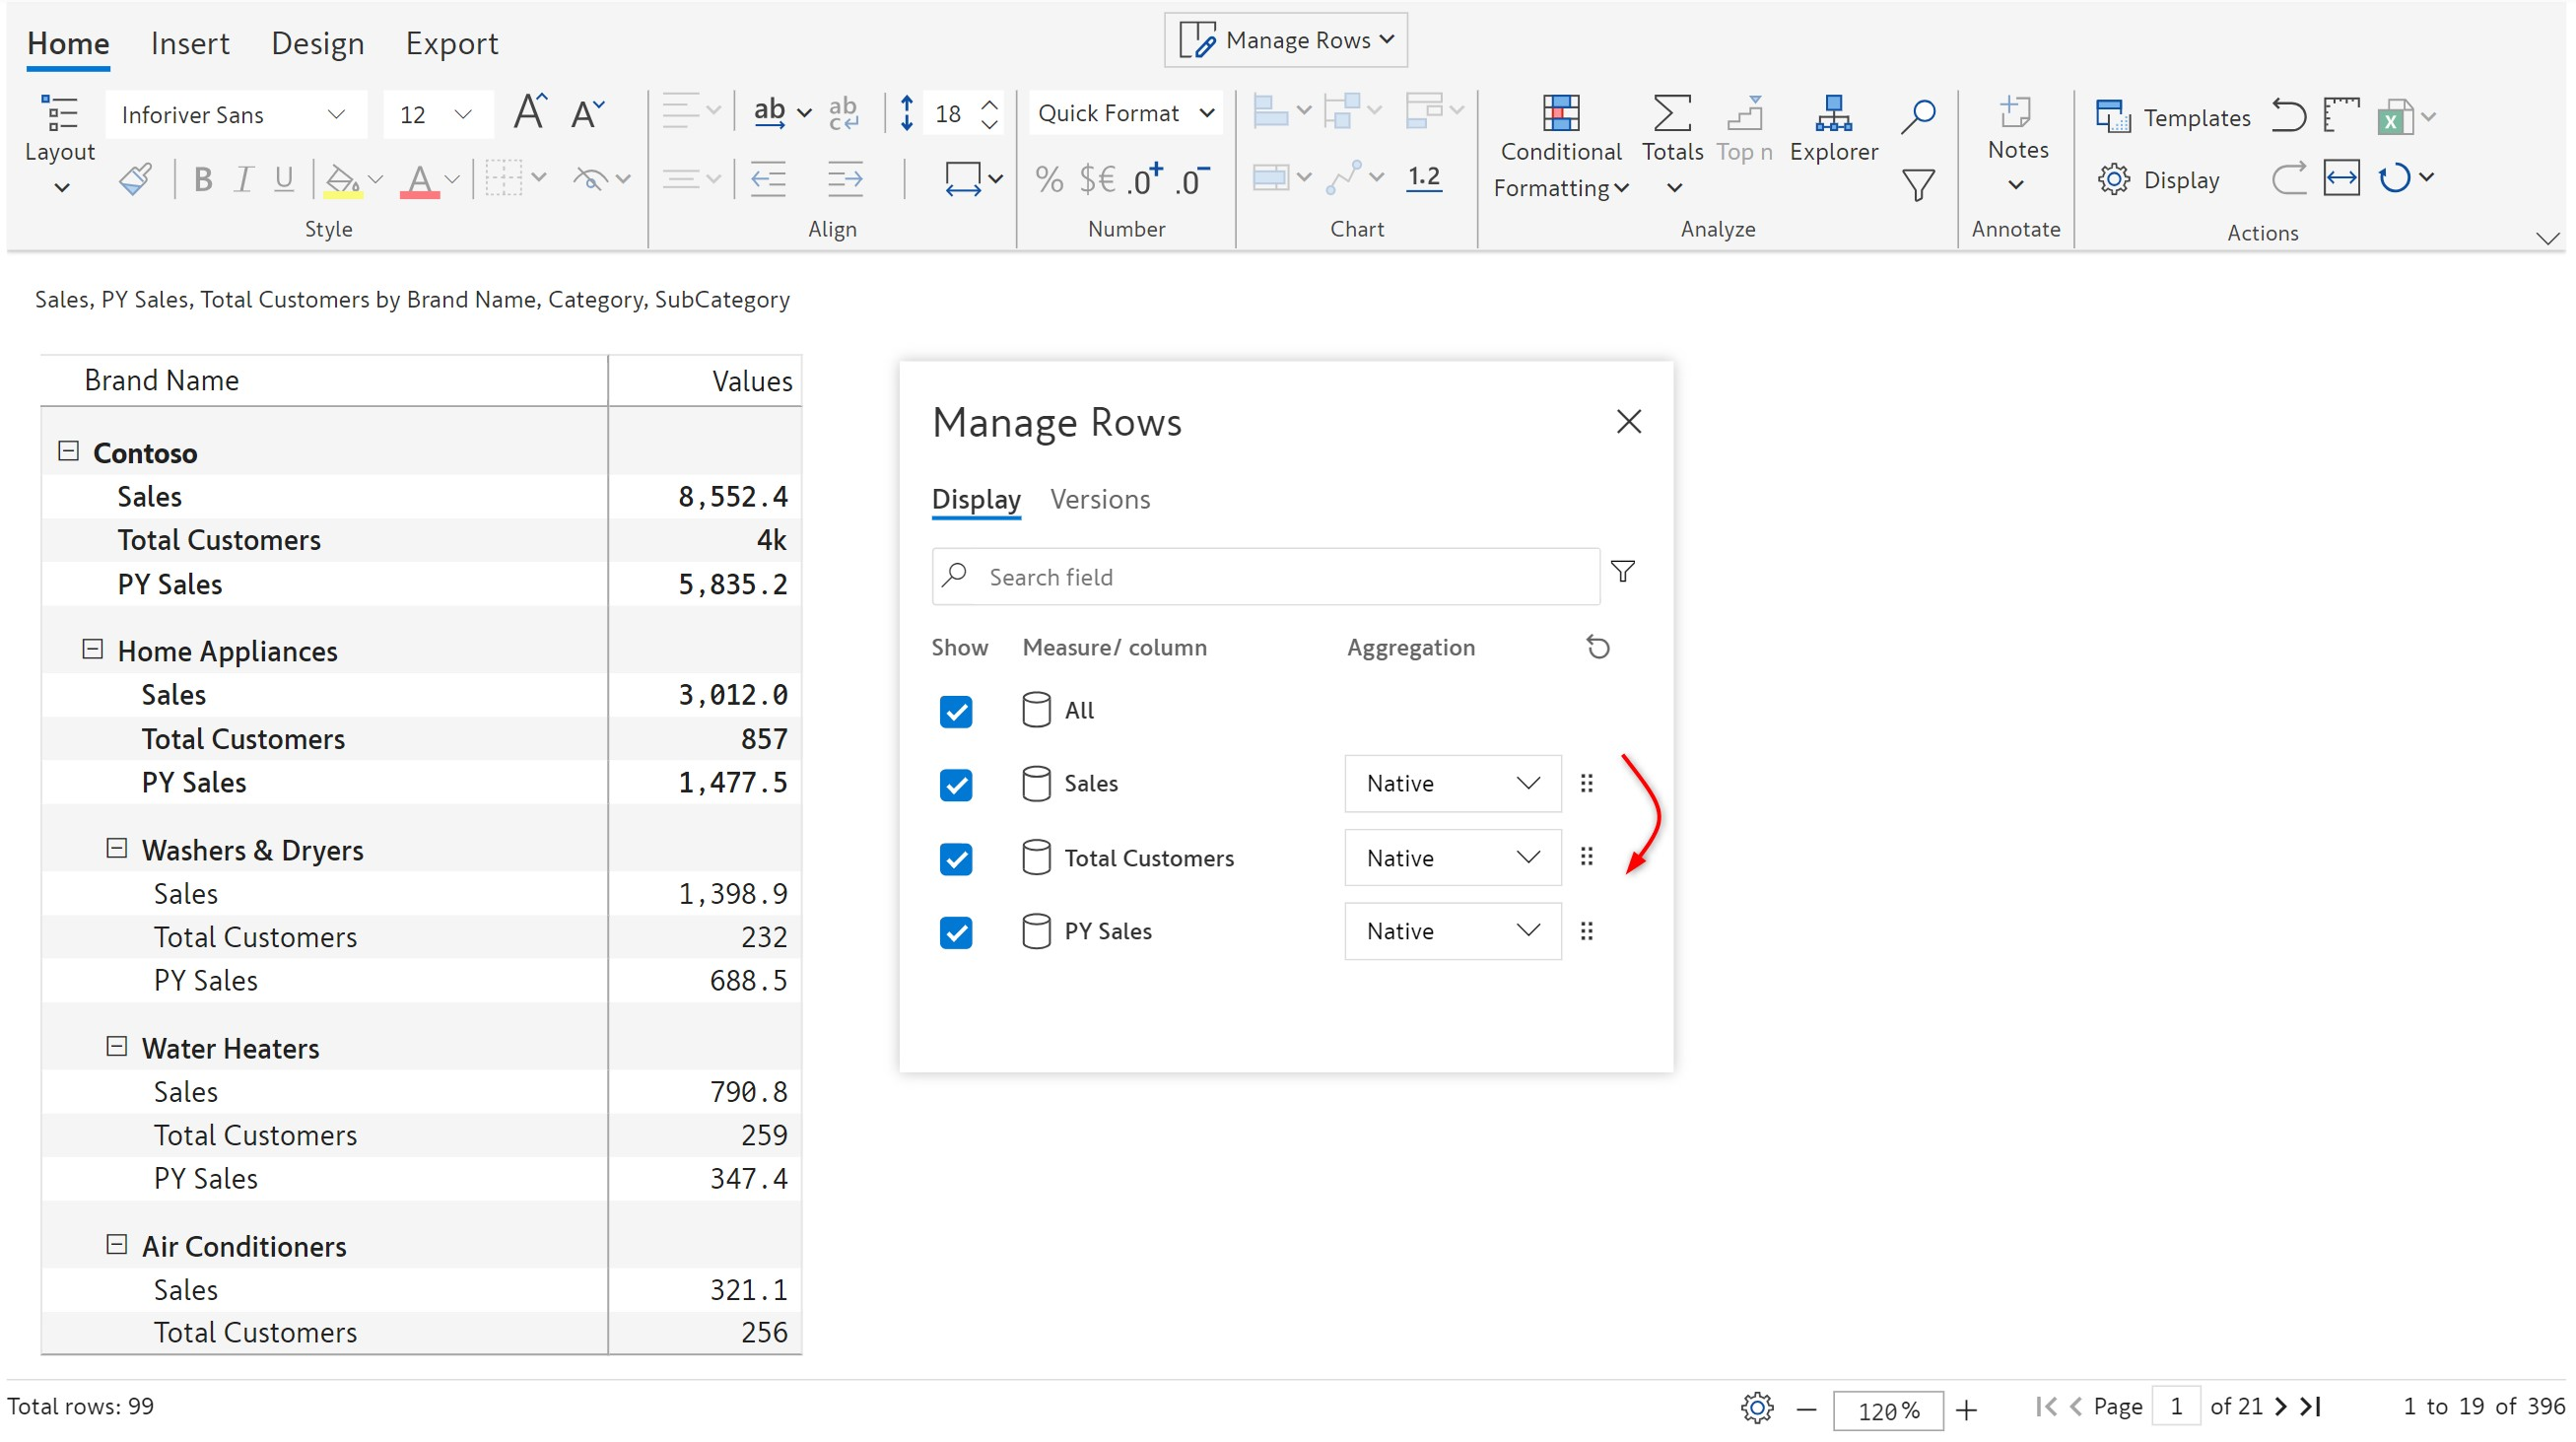 Home Insert Design Export Manage Rows
Layout
Inforiver Sans 12 A A
B I U A
Style
ab ab c 18
Align
Quick Format
% $€ .0+ .0-
Number
1.2
Chart
Conditional Formatting Totals Top n Explorer
Analyze
Notes
Annotate
Templates X
Display
Actions
Sales, PY Sales, Total Customers by Brand Name, Category, SubCategory
Brand Name Values
Contoso
Sales 8,552.4
Total Customers 4k
PY Sales 5,835.2
Home Appliances
Sales 3,012.0
Total Customers 857
PY Sales 1,477.5
Washers & Dryers
Sales 1,398.9
Total Customers 232
PY Sales 688.5
Water Heaters
Sales 790.8
Total Customers 259
PY Sales 347.4
Air Conditioners
Sales 321.1
Total Customers 256
Manage Rows
Display Versions
Search field
Show Measure/ column Aggregation
All
Sales Native
Total Customers Native
PY Sales Native
Total rows: 99 120% Page 1 of 21 1 to 19 of 396